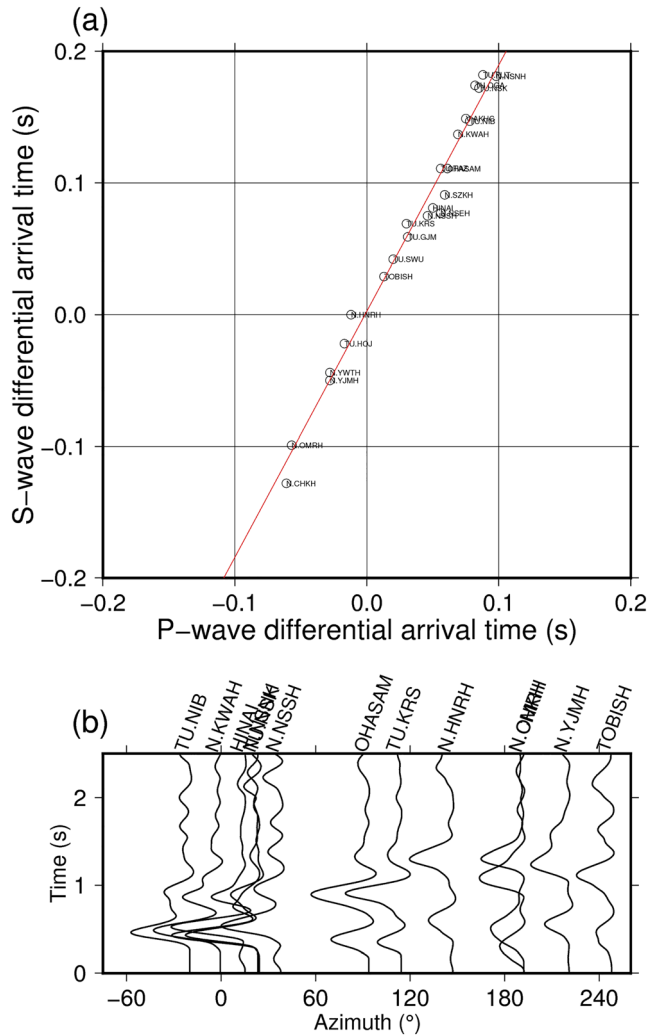 (a)
S−wave differential arrival time (s)
0.2
0.1
0.0
−0.1
−0.2
N.KWAH
N.SZKH
HINAI
TU.KRS
TU.GJM
TU.SWU
TOBISH
N.HNRH
TU.HOJ
N.YWTH
N.YJMH
N.OMRH
N.CHKH
−0.2
−0.1
0.0
0.1
0.2
P−wave differential arrival time (s)
(b)
TU.NIB
N.KWAH
HINAI
N.NSSH
OHASAM
TU.KRS
N.HNRH
N.YJMH
TOBISH
Time (s)
2
1
0
−60
0
60
120
180
240
Azimuth (°)